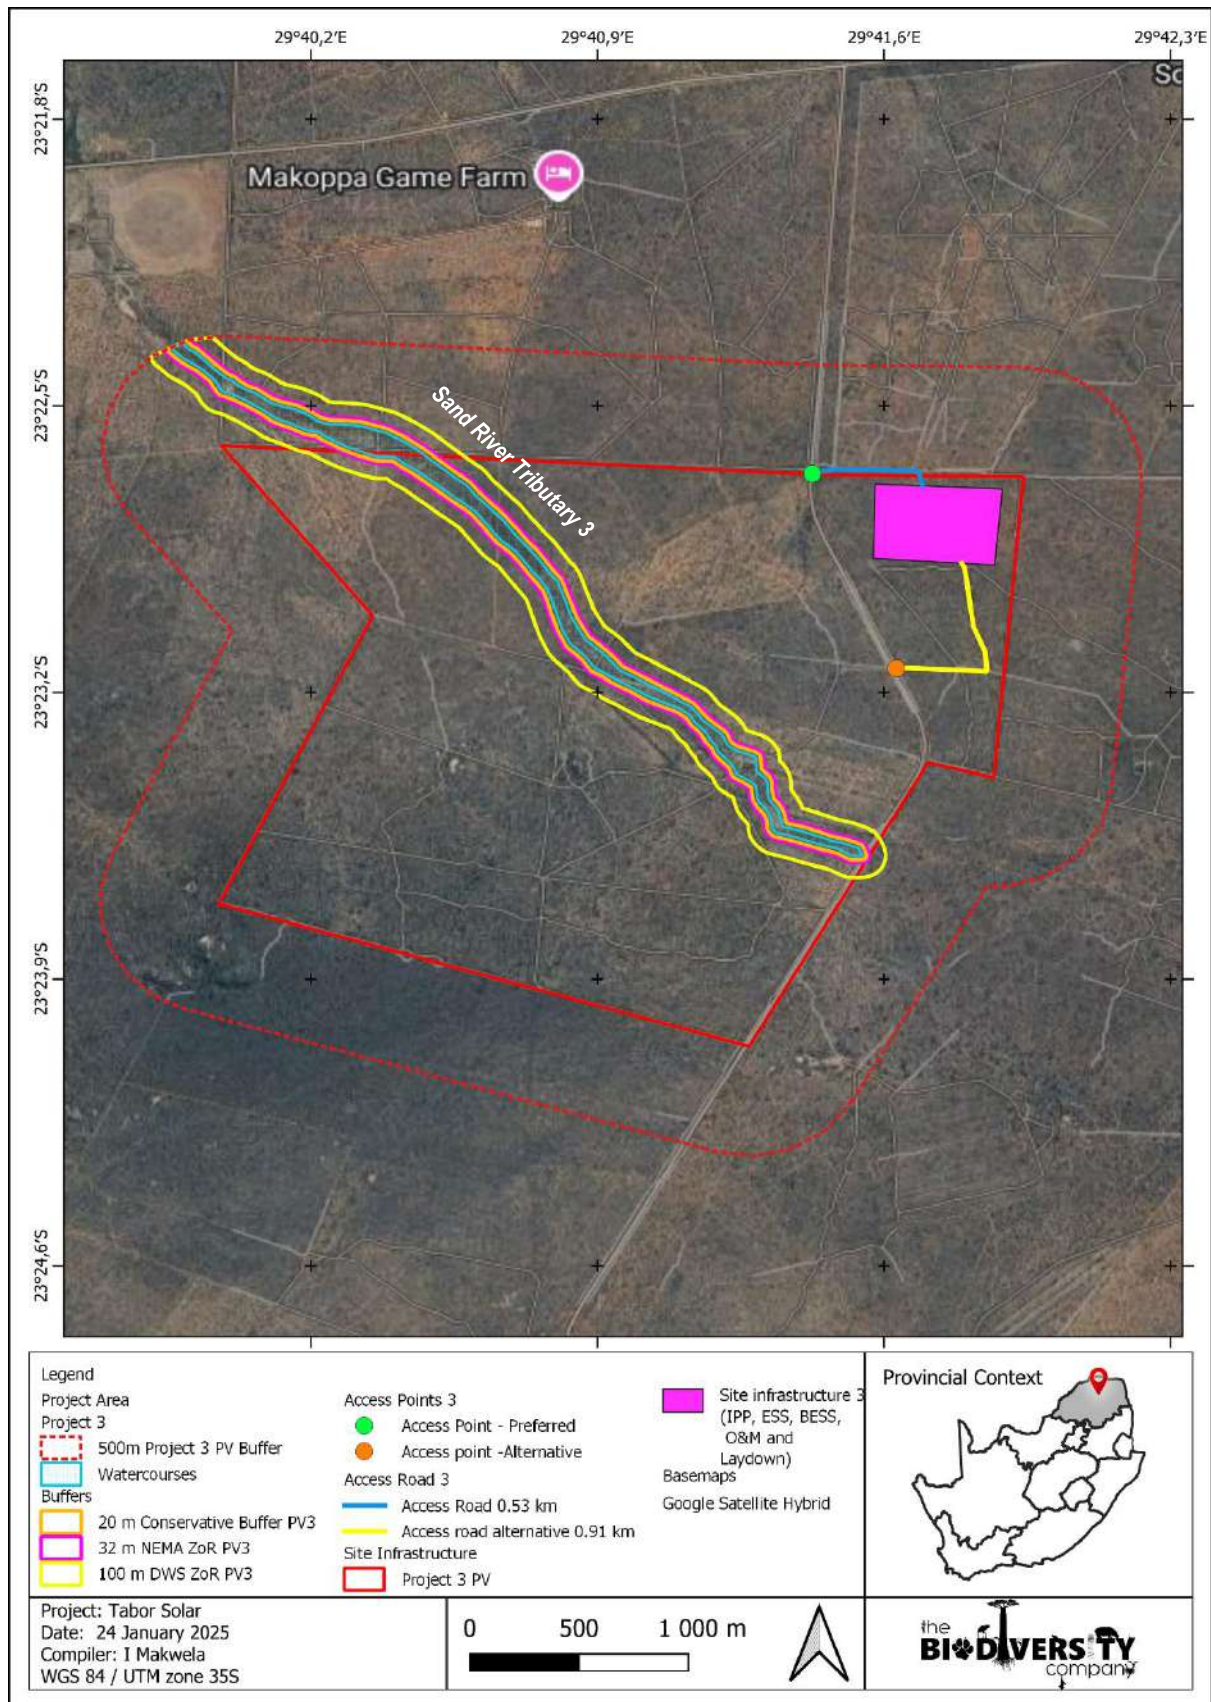 29°40,2'E 29°40,9'E 29°41,6'E 29°42,3'E
23°21,8'S
23°22,5'S
23°23,2'S
23°23,9'S
23°24,6'S
Sc
Makoppa Game Farm
Sand River Tributary 3
Legend
Project Area
Project 3
500m Project 3 PV Buffer
Watercourses
Buffers
20 m Conservative Buffer PV3
32 m NEMA ZoR PV3
100 m DWS ZoR PV3
Access Points 3
Access Point - Preferred
Access point -Alternative
Access Road 3
Access Road 0.53 km
Access road alternative 0.91 km
Site Infrastructure
Project 3 PV
Site infrastructure 3
(IPP, ESS, BESS,
O&M and
Laydown)
Basemaps
Google Satellite Hybrid
Provincial Context
Project: Tabor Solar
Date: 24 January 2025
Compiler: I Makwela
WGS 84 / UTM zone 35S
0 500 1 000 m
the
BIODIVERSITY
company